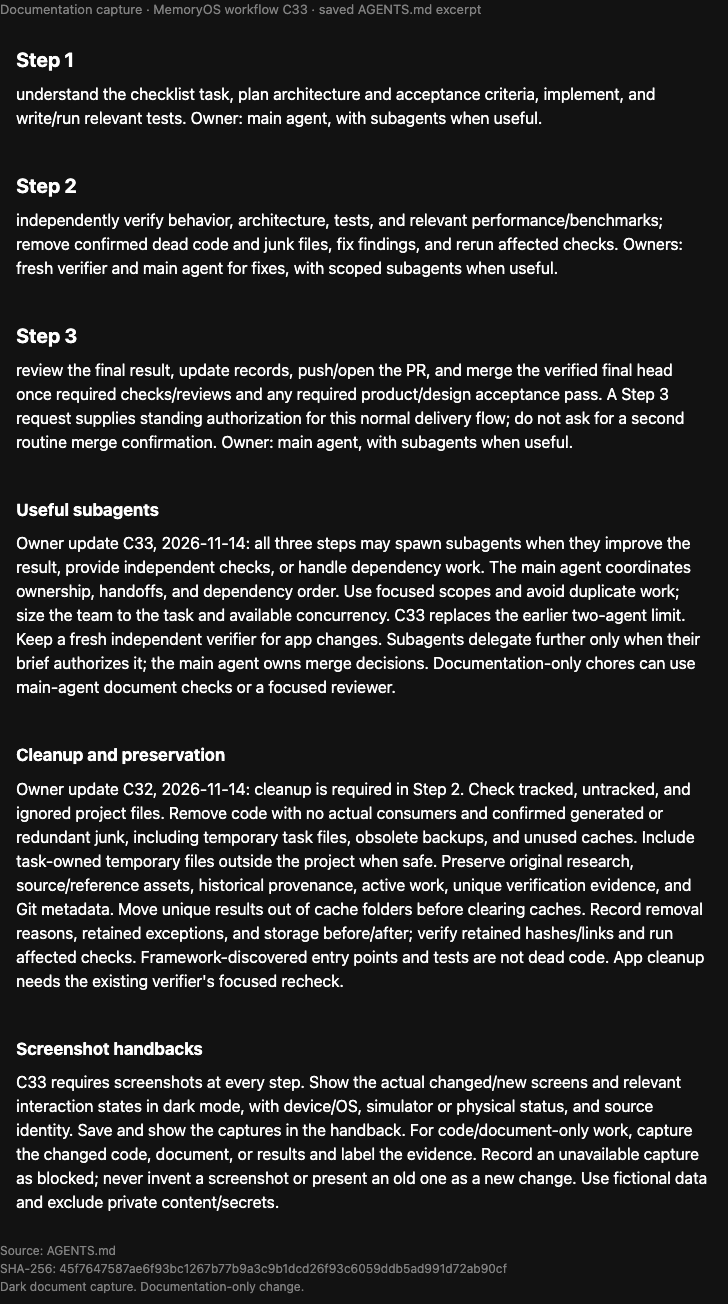 Documentation capture · MemoryOS workflow C33 · saved AGENTS.md excerpt
Step 1
understand the checklist task, plan architecture and acceptance criteria, implement, and
write/run relevant tests. Owner: main agent, with subagents when useful.
Step 2
independently verify behavior, architecture, tests, and relevant performance/benchmarks;
remove confirmed dead code and junk files, fix findings, and rerun affected checks. Owners:
fresh verifier and main agent for fixes, with scoped subagents when useful.
Step 3
review the final result, update records, push/open the PR, and merge the verified final head
once required checks/reviews and any required product/design acceptance pass. A Step 3
request supplies standing authorization for this normal delivery flow; do not ask for a second
routine merge confirmation. Owner: main agent, with subagents when useful.
Useful subagents
Owner update C33, 2026-11-14: all three steps may spawn subagents when they improve the
result, provide independent checks, or handle dependency work. The main agent coordinates
ownership, handoffs, and dependency order. Use focused scopes and avoid duplicate work;
size the team to the task and available concurrency. C33 replaces the earlier two-agent limit.
Keep a fresh independent verifier for app changes. Subagents delegate further only when their
brief authorizes it; the main agent owns merge decisions. Documentation-only chores can use
main-agent document checks or a focused reviewer.
Cleanup and preservation
Owner update C32, 2026-11-14: cleanup is required in Step 2. Check tracked, untracked, and
ignored project files. Remove code with no actual consumers and confirmed generated or
redundant junk, including temporary task files, obsolete backups, and unused caches. Include
task-owned temporary files outside the project when safe. Preserve original research,
source/reference assets, historical provenance, active work, unique verification evidence, and
Git metadata. Move unique results out of cache folders before clearing caches. Record removal
reasons, retained exceptions, and storage before/after; verify retained hashes/links and run
affected checks. Framework-discovered entry points and tests are not dead code. App cleanup
needs the existing verifier's focused recheck.
Screenshot handbacks
C33 requires screenshots at every step. Show the actual changed/new screens and relevant
interaction states in dark mode, with device/OS, simulator or physical status, and source
identity. Save and show the captures in the handback. For code/document-only work, capture
the changed code, document, or results and label the evidence. Record an unavailable capture
as blocked; never invent a screenshot or present an old one as a new change. Use fictional data
and exclude private content/secrets.
Source: AGENTS.md
SHA-256: 45f7647587ae6f93bc1267b77b9a3c9b1dcd26f93c6059ddb5ad991d72ab90cf
Dark document capture. Documentation-only change.